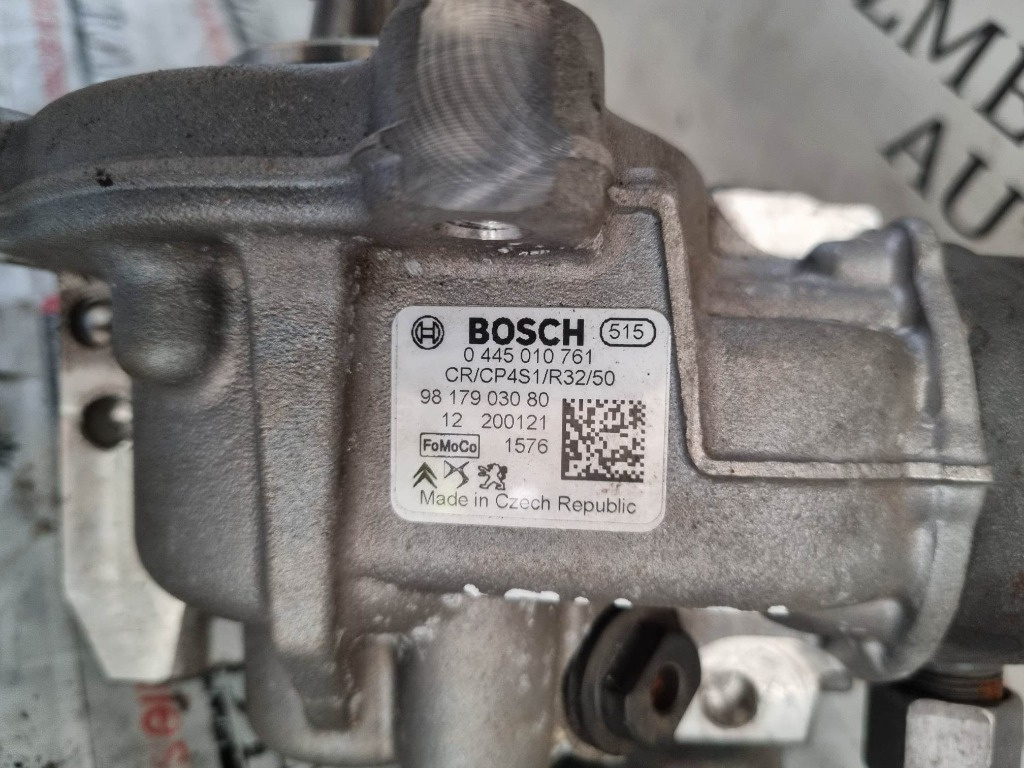 BOSCH 515
0 445 010 761
CR/CP4S1/R32/50
98 179 030 80
12 200121
FoMoCo 1576
Made in Czech Republic
AU